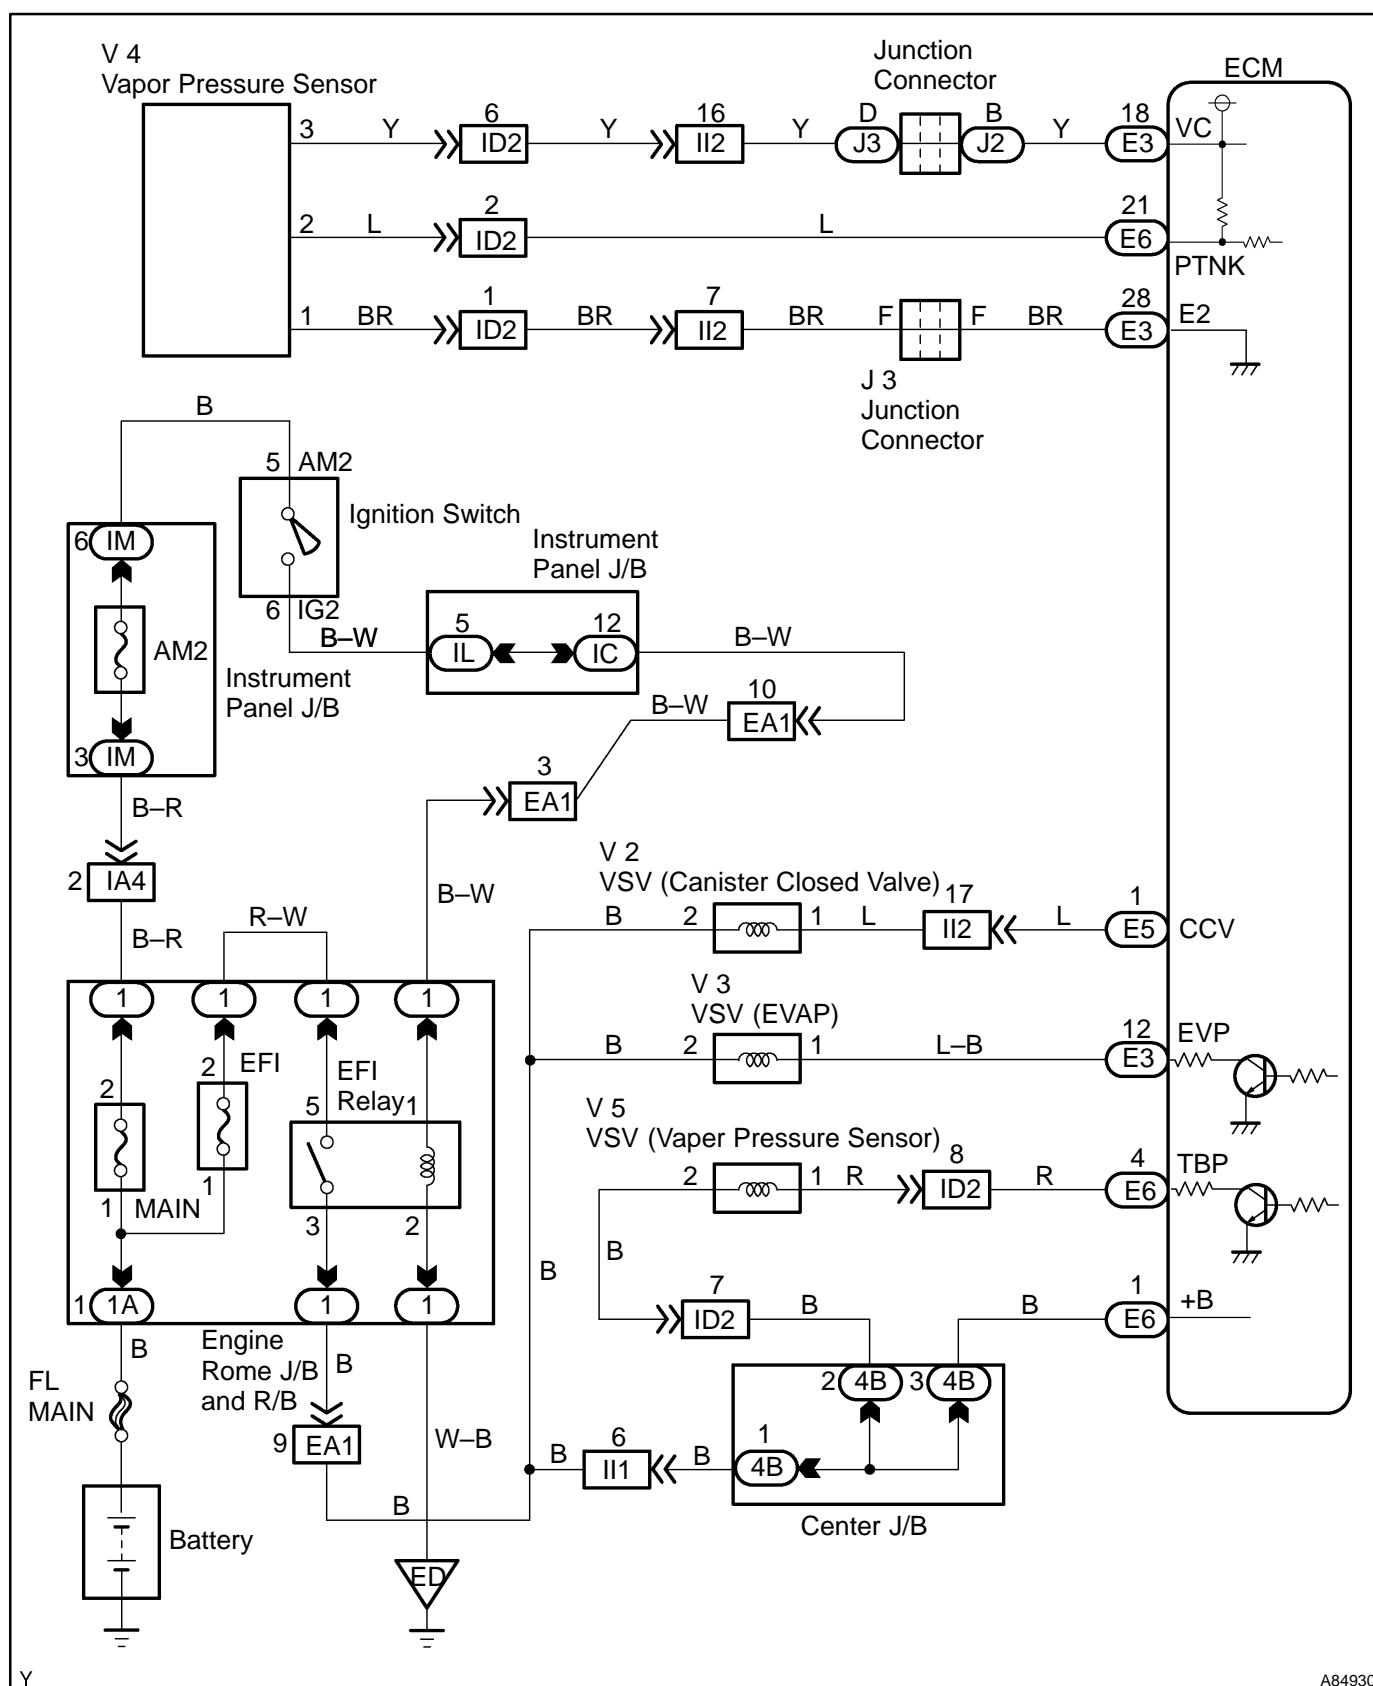 V 4
Vapor Pressure Sensor
Junction
Connector
ECM
3 Y 6 ID2 Y 16 II2 Y D J3 B J2 Y 18 E3 VC
2 L 2 ID2 L 21 E6 PTNK
1 BR 1 ID2 BR 7 II2 BR F F BR 28 E3 E2
J 3
Junction
Connector
B
5 AM2
Ignition Switch
6 IM
Instrument
Panel J/B
6 IG2
B–W
5 IL
12 IC
B–W
AM2
Instrument
Panel J/B
B–W
10 EA1
3 IM
3 EA1
B–R
2 IA4
B–W
V 2
VSV (Canister Closed Valve)
B 2 1 L 17 II2 L 1 E5 CCV
R–W
B–R
1 1 1 1
V 3
VSV (EVAP)
B 2 1 L–B 12 E3 EVP
2 EFI
EFI
Relay
2
5 1
V 5
VSV (Vaper Pressure Sensor)
2 1 R 8 ID2 R 4 E6 TBP
1 MAIN
1
3 2
B
B
7 ID2 B
B 1 E6 +B
1 1A 1 1
Engine
Rome J/B
and R/B
B
B
FL
MAIN
2 4B 3 4B
9 EA1
W–B
B 6 II1 B 1 4B
B
Center J/B
Battery
ED
Y
A84930